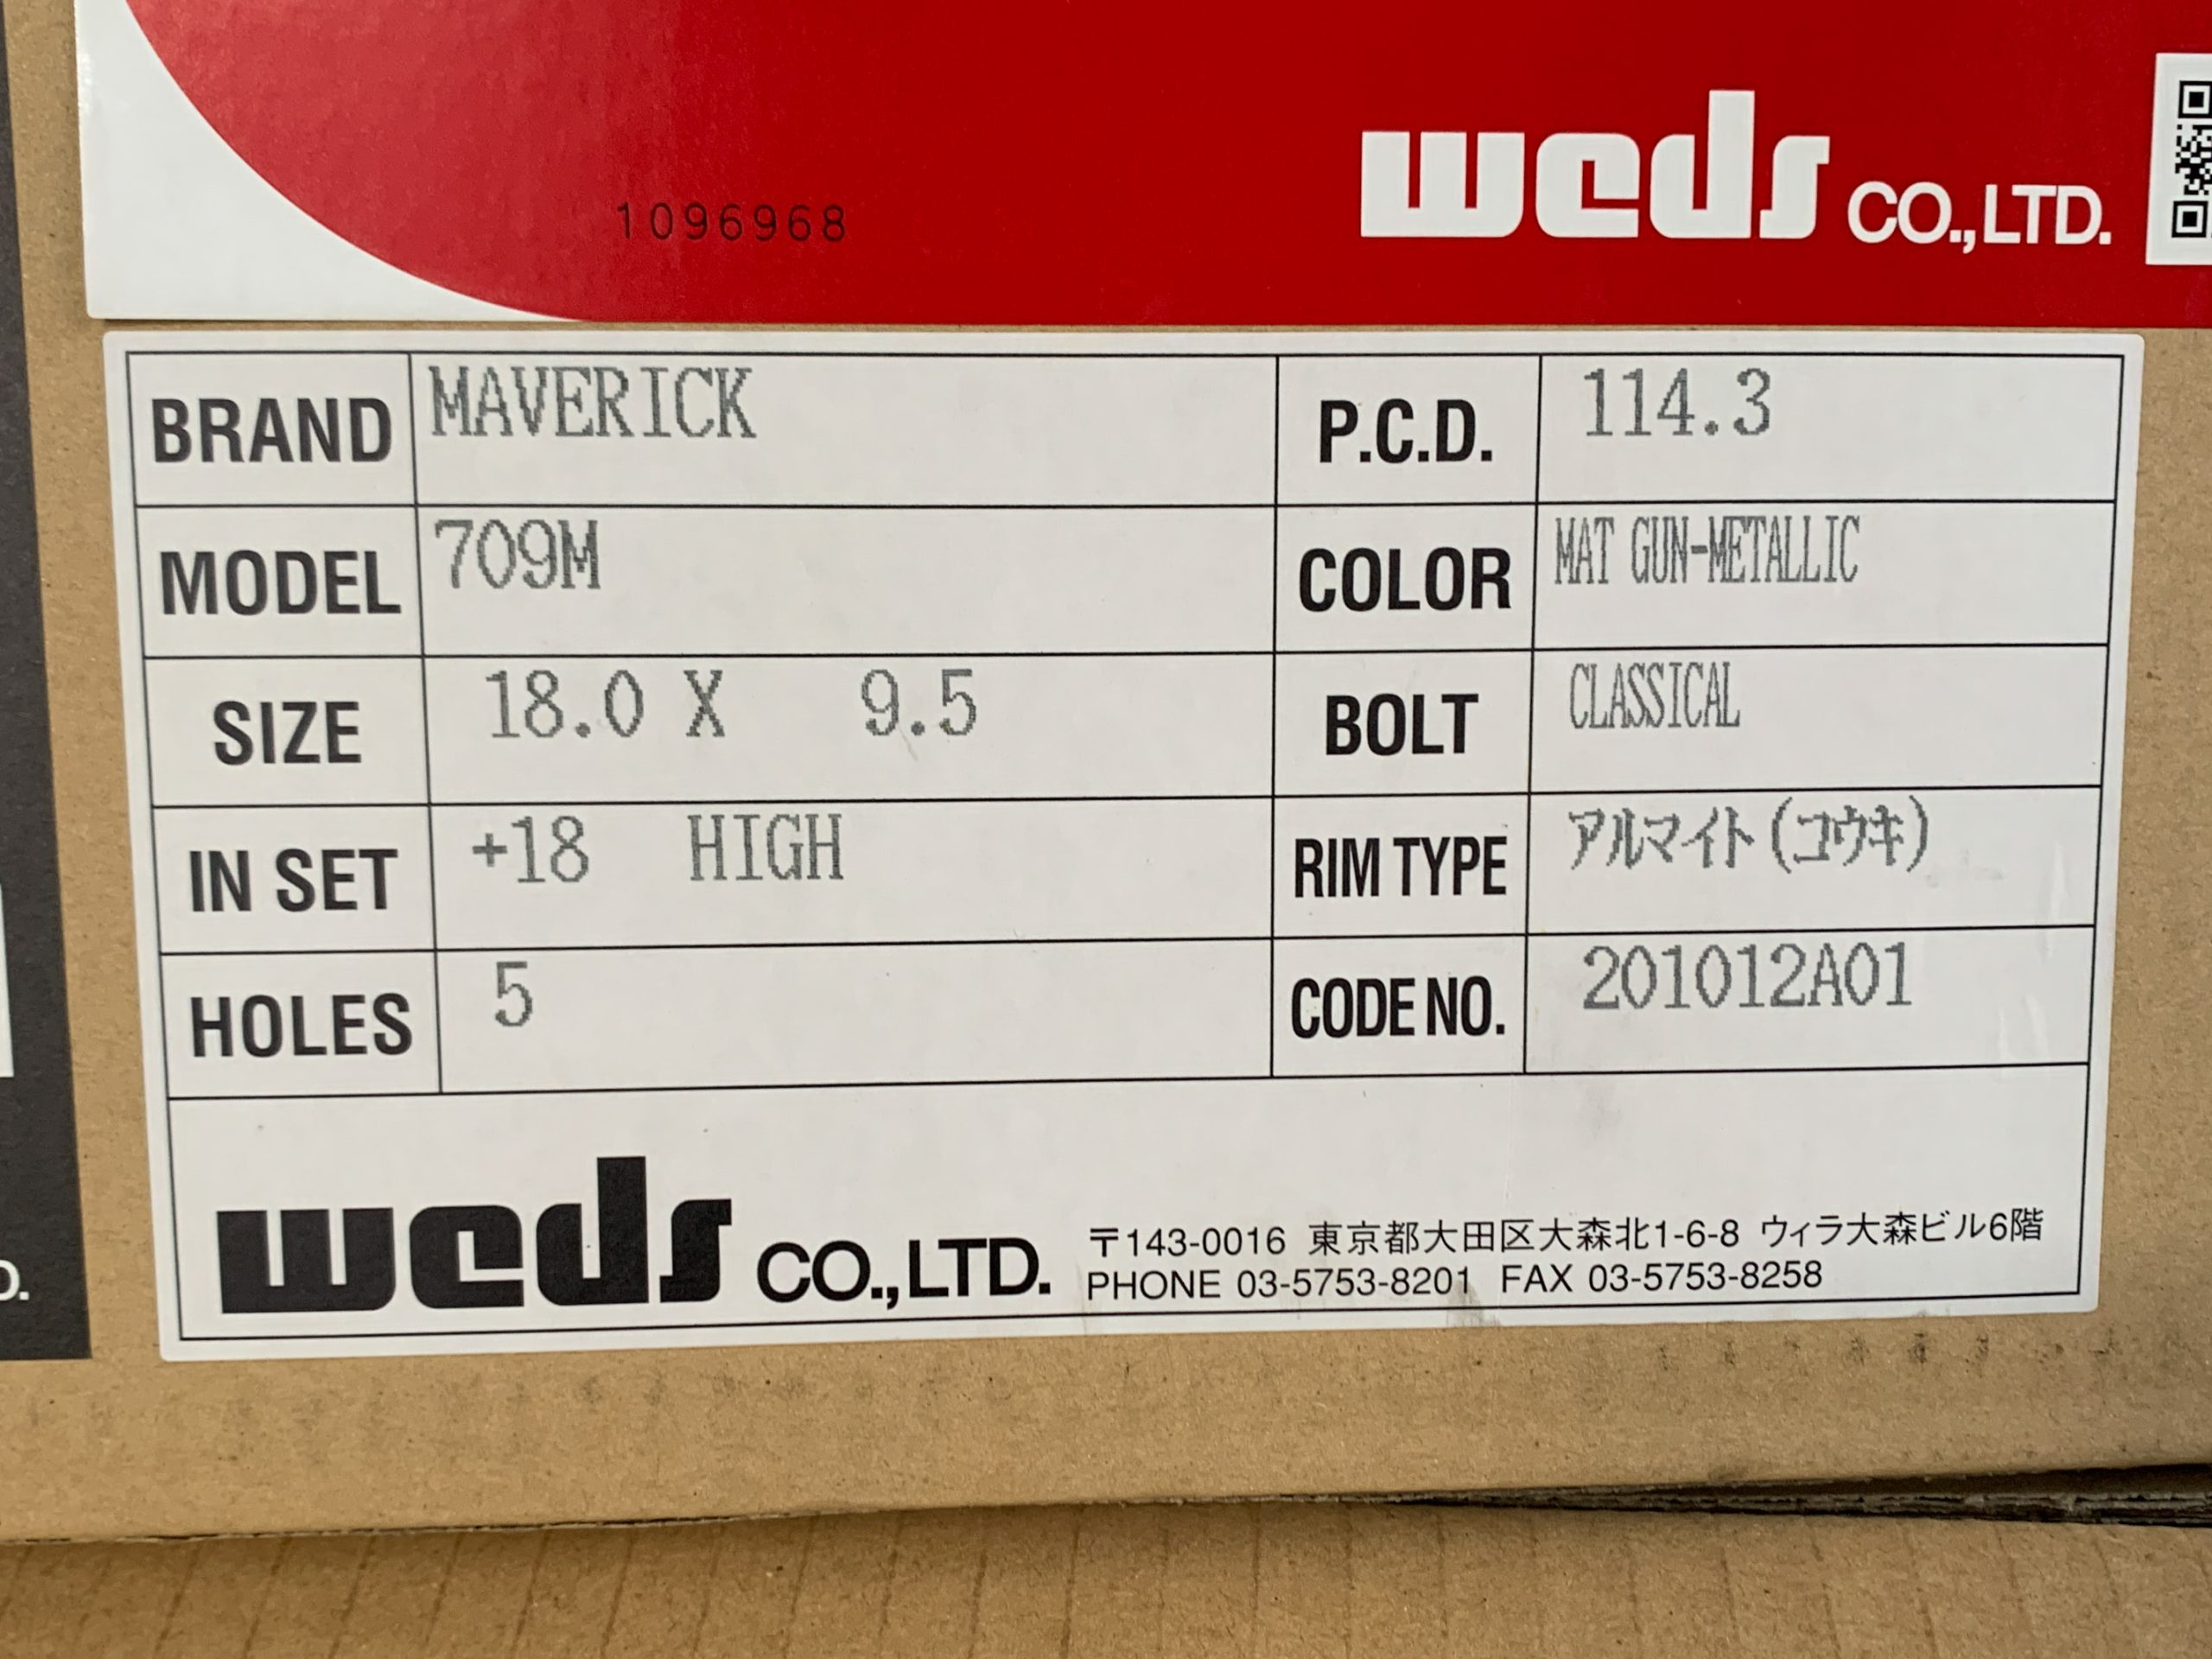 weds CO.,LTD.
1096968
BRAND MAVERICK P.C.D. 114.3
MODEL 709M COLOR MAT GUN-METALLIC
SIZE 18.0 X 9.5 BOLT CLASSICAL
IN SET +18 HIGH RIM TYPE アルマイト(コウキ)
HOLES 5 CODE NO. 201012A01
weds CO.,LTD.
〒143-0016 東京都大田区大森北1-6-8 ウィラ大森ビル6階
PHONE 03-5753-8201 FAX 03-5753-8258
D.